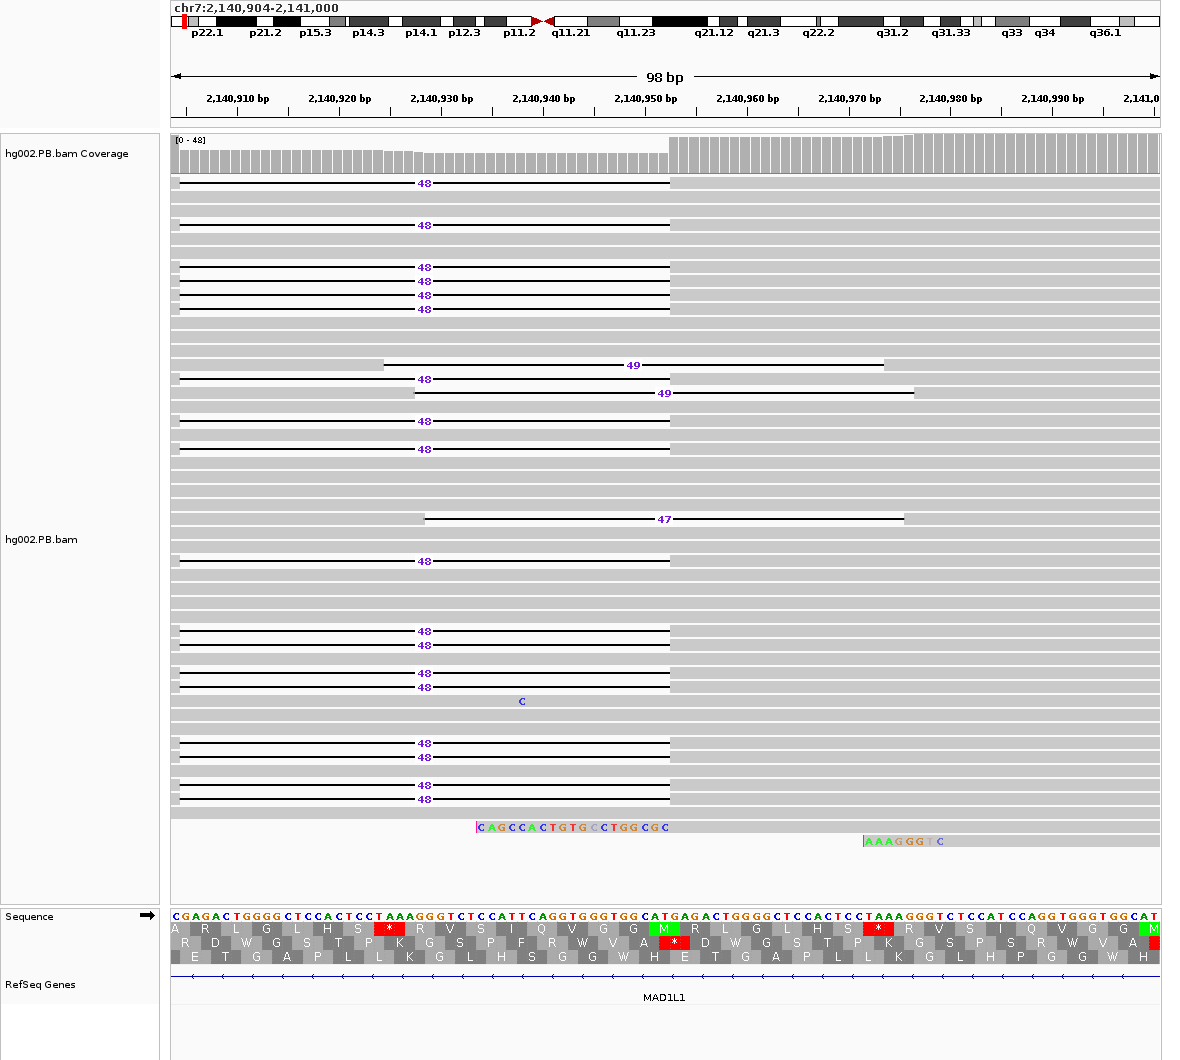 chr7:2,140,904-2,141,000
p22.1 p21.2 p15.3 p14.3 p14.1 p12.3 p11.2 q11.21 q11.23 q21.12 q21.3 q22.2 q31.2 q31.33 q33 q34 q36.1
98 bp
2,140,910 bp 2,140,920 bp 2,140,930 bp 2,140,940 bp 2,140,950 bp 2,140,960 bp 2,140,970 bp 2,140,980 bp 2,140,990 bp 2,141,0
[0 - 48]
hg002.PB.bam Coverage
48
48
48
48
48
48
49
48
49
48
48
47
hg002.PB.bam
48
48
48
48
48
C
48
48
48
48
CAGCCACTGTGCCTGGCGC
AAAGGGTC
Sequence CGAGACTGGGGCTCCACTCCTAAAGGGTCTCCATTCAGGTGGGTGGCATGAGACTGGGGCTCCACTCCTAAAGGGTCTCCATCCAGGTGGGTGGCAT
A R L G L H S * R V S I Q V G G M R L G L H S * R V S I Q V G G M
R D W G S T P K G S P F R W V A * D W G S T P K G S P S R W V A
E T G A P L L K G L H S G G W H E T G A P L L K G L H P G G W H
RefSeq Genes
MAD1L1